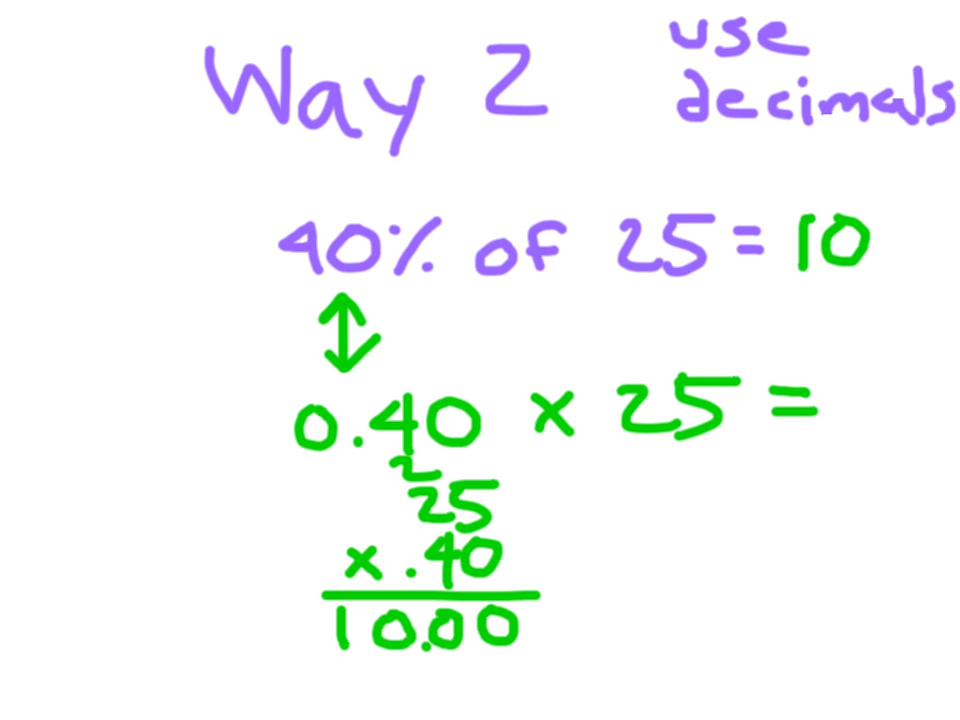 Way 2
use
decimals
40% of 25 = 10
↕
0.40 × 25 =
2
25
× .40
10.00